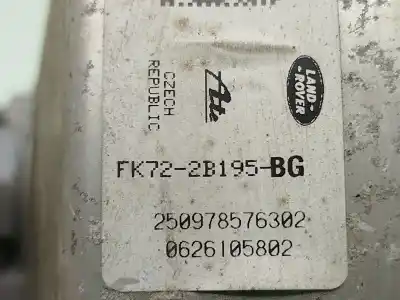 CZECH
REPUBLIC
Ate
LAND-
ROVER
FK72-2B195-BG
250978576302
0626105802